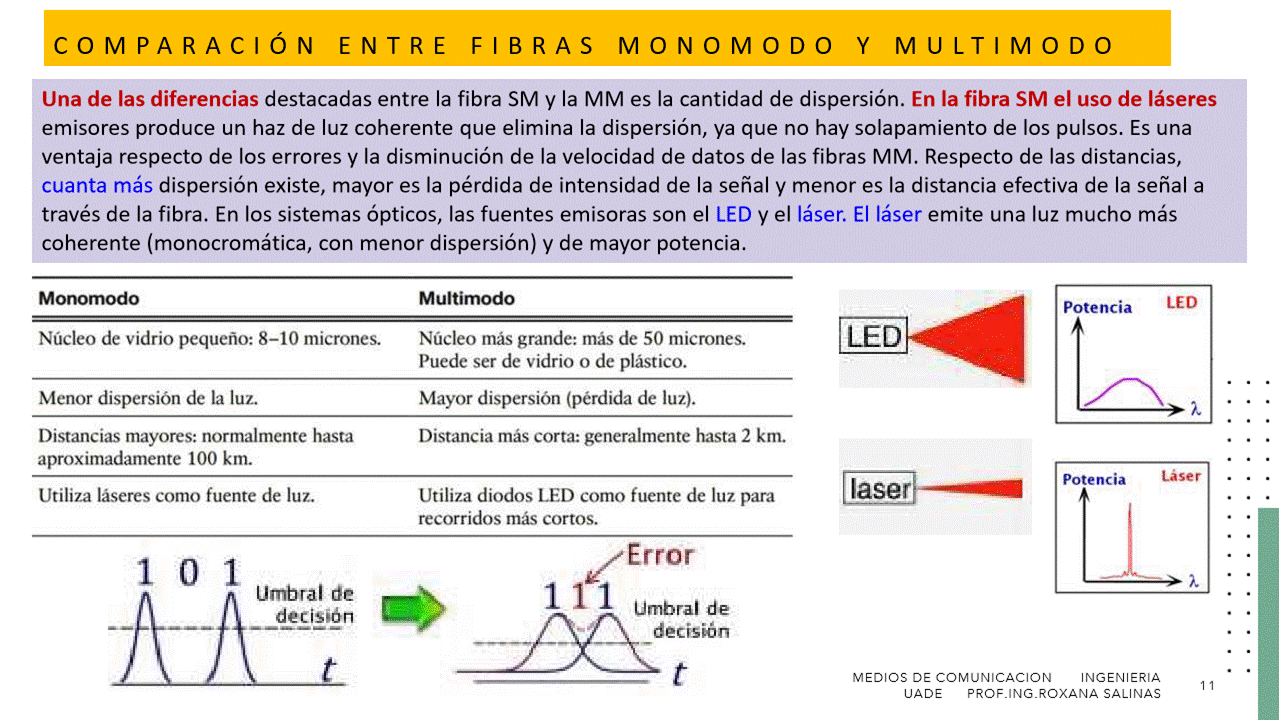 COMPARACIÓN ENTRE FIBRAS MONOMODO Y MULTIMODO
Una de las diferencias destacadas entre la fibra SM y la MM es la cantidad de dispersión. En la fibra SM el uso de láseres
emisores produce un haz de luz coherente que elimina la dispersión, ya que no hay solapamiento de los pulsos. Es una
ventaja respecto de los errores y la disminución de la velocidad de datos de las fibras MM. Respecto de las distancias,
cuanta más dispersión existe, mayor es la pérdida de intensidad de la señal y menor es la distancia efectiva de la señal a
través de la fibra. En los sistemas ópticos, las fuentes emisoras son el LED y el láser. El láser emite una luz mucho más
coherente (monocromática, con menor dispersión) y de mayor potencia.
Monomodo Multimodo
Núcleo de vidrio pequeño: 8–10 micrones. Núcleo más grande: más de 50 micrones.
Puede ser de vidrio o de plástico.
Menor dispersión de la luz. Mayor dispersión (pérdida de luz).
Distancias mayores: normalmente hasta Distancia más corta: generalmente hasta 2 km.
aproximadamente 100 km.
Utiliza láseres como fuente de luz. Utiliza diodos LED como fuente de luz para
recorridos más cortos.
LED
Potencia LED
λ
laser
Potencia Láser
λ
1 0 1
Umbral de
decisión
t
Error
1 1 1
Umbral de
decisión
t
MEDIOS DE COMUNICACION INGENIERIA
UADE PROF.ING.ROXANA SALINAS
11